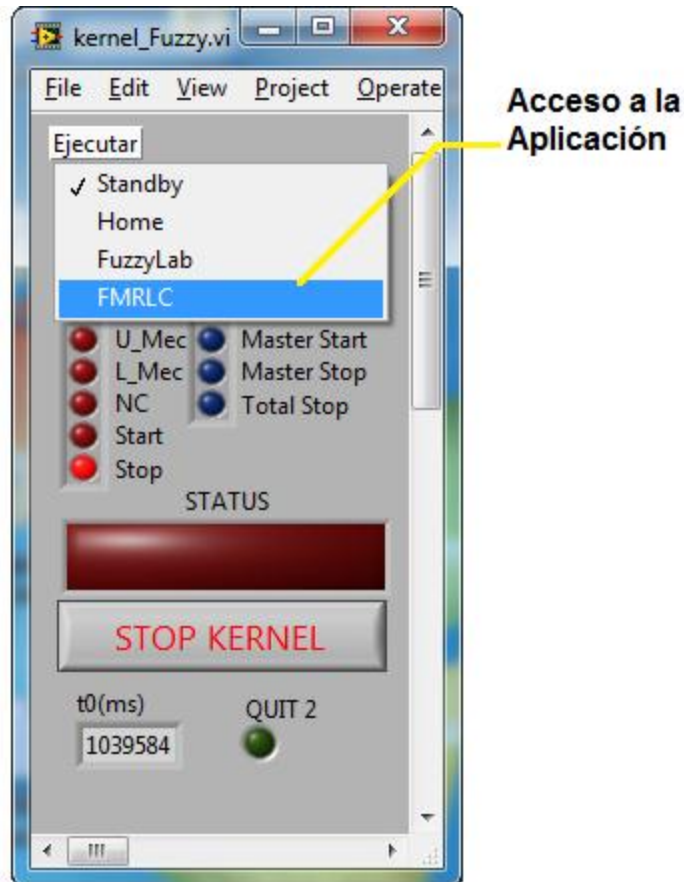 kernel_Fuzzy.vi
File Edit View Project Operate
Acceso a la
Aplicación
Ejecutar
✓ Standby
Home
FuzzyLab
FMRLC
U_Mec Master Start
L_Mec Master Stop
NC Total Stop
Start
Stop
STATUS
STOP KERNEL
t0(ms) QUIT 2
1039584